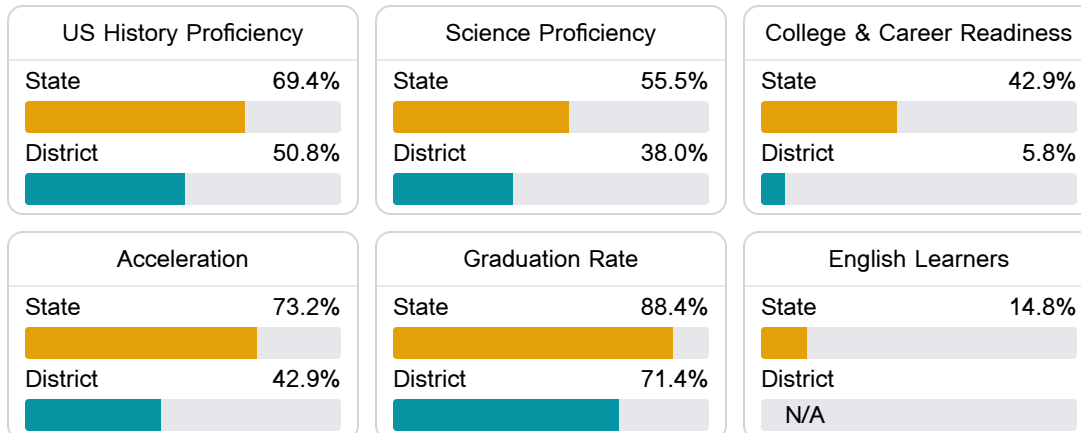 US History Proficiency
State 69.4%
District 50.8%
Science Proficiency
State 55.5%
District 38.0%
College & Career Readiness
State 42.9%
District 5.8%
Acceleration
State 73.2%
District 42.9%
Graduation Rate
State 88.4%
District 71.4%
English Learners
State 14.8%
District
N/A